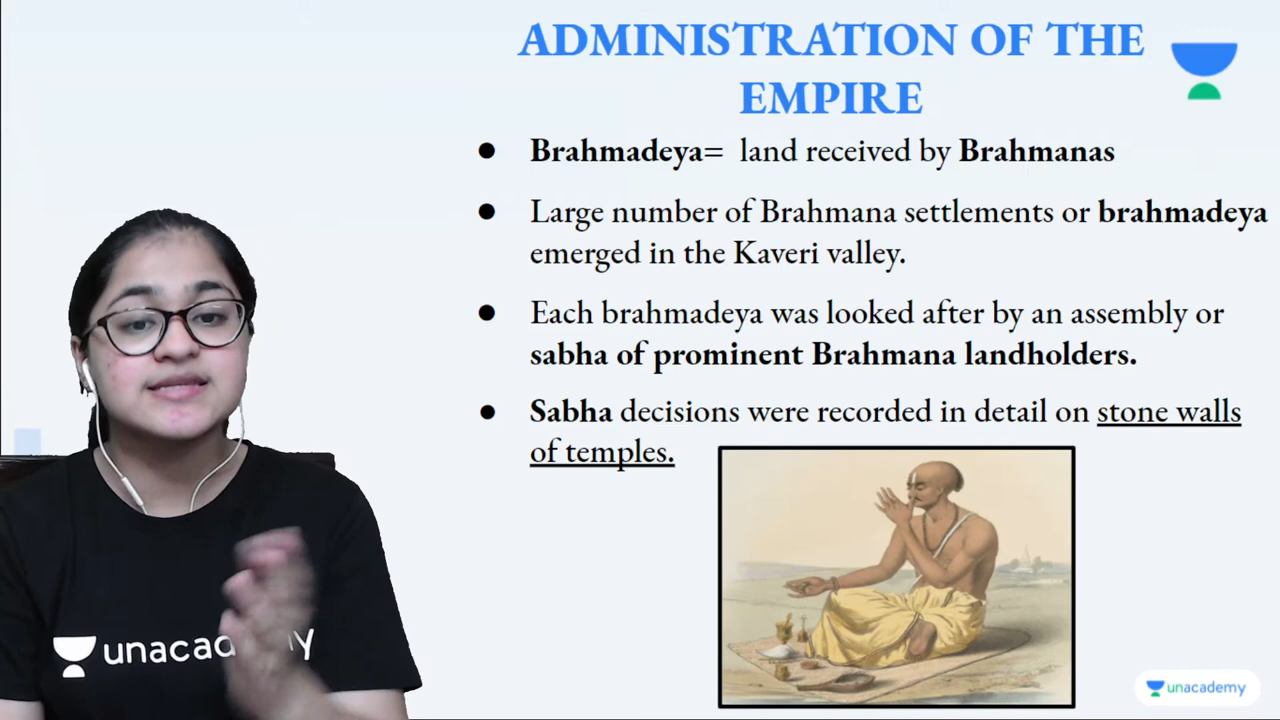 ADMINISTRATION OF THE
EMPIRE
● Brahmadeya= land received by Brahmanas
● Large number of Brahmana settlements or brahmadeya
emerged in the Kaveri valley.
● Each brahmadeya was looked after by an assembly or
sabha of prominent Brahmana landholders.
● Sabha decisions were recorded in detail on stone walls
of temples.
unacademy
unacademy